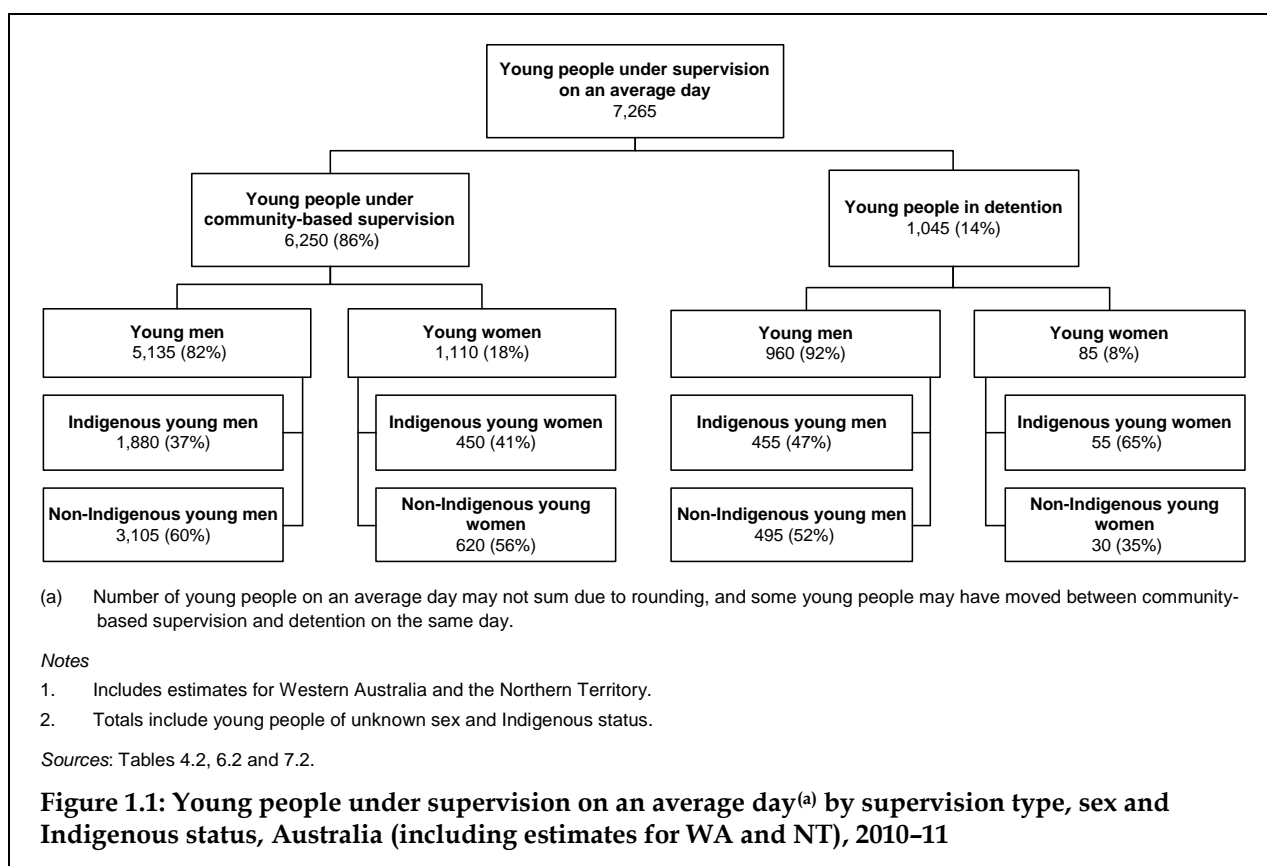 Young people under supervision
on an average day
7,265
Young people under
community-based supervision
6,250 (86%)
Young people in detention
1,045 (14%)
Young men
5,135 (82%)
Young women
1,110 (18%)
Young men
960 (92%)
Young women
85 (8%)
Indigenous young men
1,880 (37%)
Indigenous young women
450 (41%)
Indigenous young men
455 (47%)
Indigenous young women
55 (65%)
Non-Indigenous young men
3,105 (60%)
Non-Indigenous young
women
620 (56%)
Non-Indigenous young men
495 (52%)
Non-Indigenous young
women
30 (35%)
(a) Number of young people on an average day may not sum due to rounding, and some young people may have moved between community-
based supervision and detention on the same day.
Notes
1. Includes estimates for Western Australia and the Northern Territory.
2. Totals include young people of unknown sex and Indigenous status.
Sources: Tables 4.2, 6.2 and 7.2.
Figure 1.1: Young people under supervision on an average day(a) by supervision type, sex and
Indigenous status, Australia (including estimates for WA and NT), 2010–11